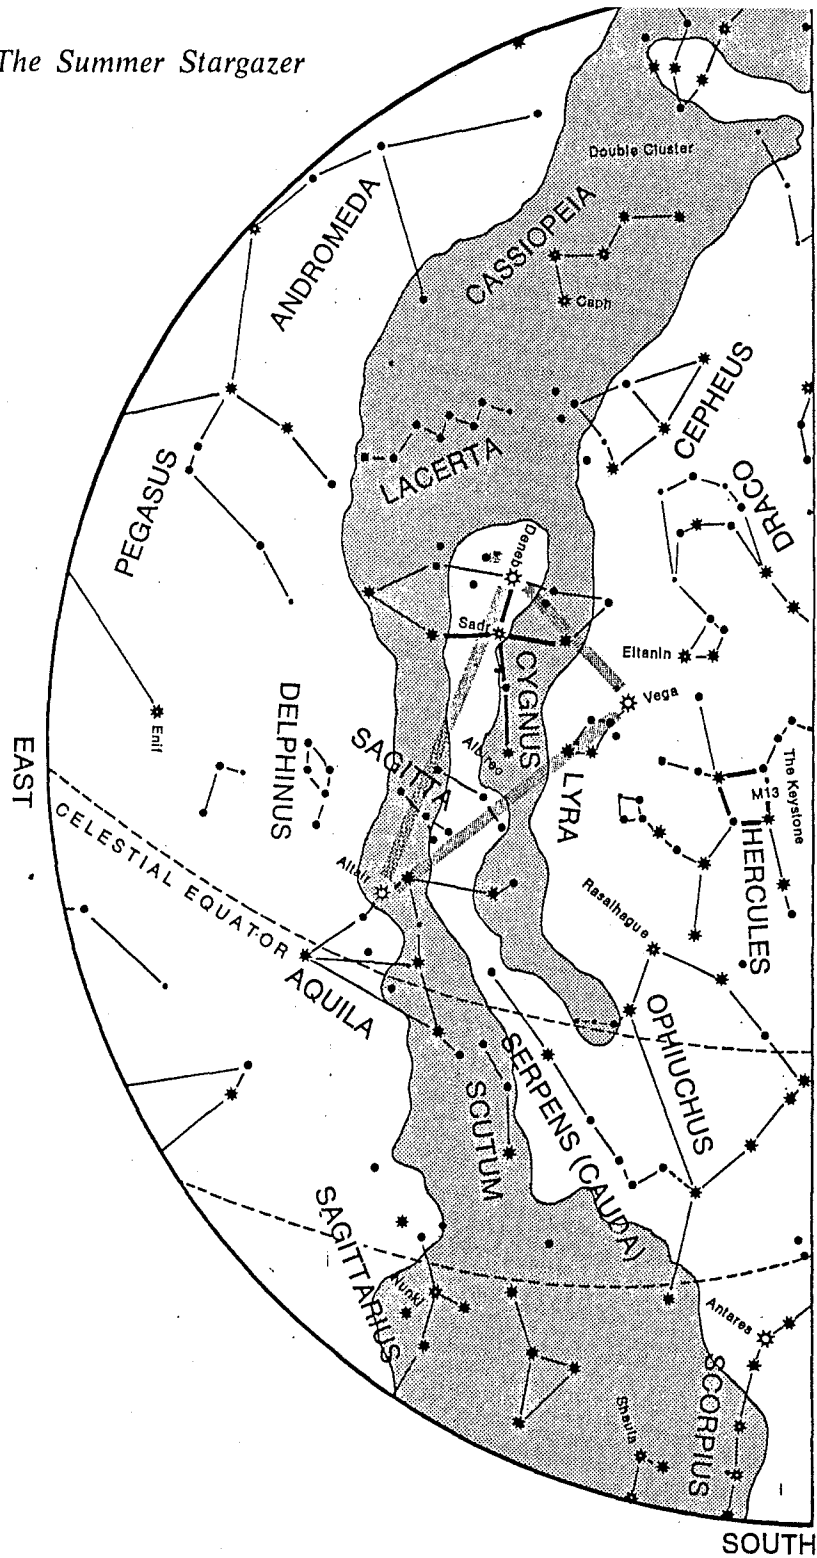 The Summer Stargazer
Double Cluster
ANDROMEDA
CASSIOPEIA
Caph
CEPHEUS
LACERTA
PEGASUS
DRACO
Deneb
Sadr
Eltanin
CYGNUS
Vega
Enif
DELPHINUS
SAGITTA
Albireo
LYRA
The Keystone
M13
EAST
CELESTIAL EQUATOR
Altair
HERCULES
Rasalhague
AQUILA
OPHIUCHUS
SERPENS (CAUDA)
SCUTUM
SAGITTARIUS
Nunki
Antares
SCORPIUS
Shaula
SOUTH